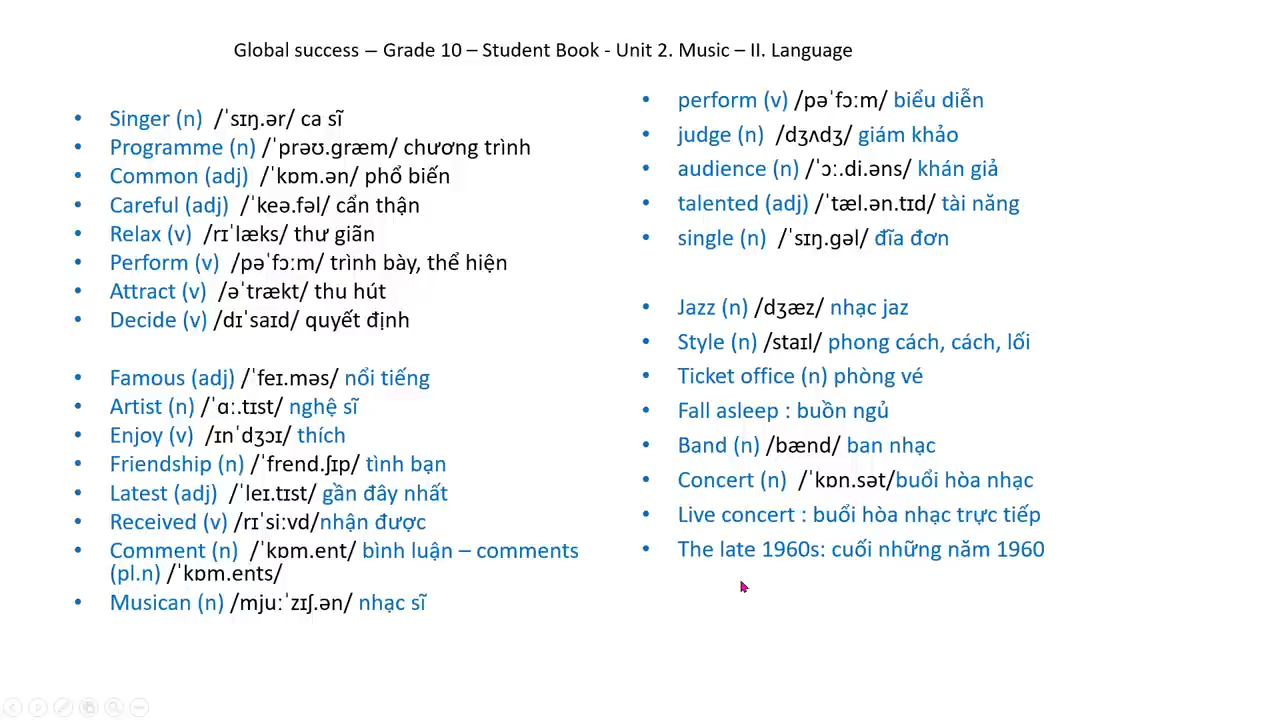 Global success – Grade 10 – Student Book - Unit 2. Music – II. Language
• Singer (n) /ˈsɪŋ.ər/ ca sĩ
• Programme (n) /ˈprəʊ.ɡræm/ chương trình
• Common (adj) /ˈkɒm.ən/ phổ biến
• Careful (adj) /ˈkeə.fəl/ cẩn thận
• Relax (v) /rɪˈlæks/ thư giãn
• Perform (v) /pəˈfɔːm/ trình bày, thể hiện
• Attract (v) /əˈtrækt/ thu hút
• Decide (v) /dɪˈsaɪd/ quyết định
• Famous (adj) /ˈfeɪ.məs/ nổi tiếng
• Artist (n) /ˈɑː.tɪst/ nghệ sĩ
• Enjoy (v) /ɪnˈdʒɔɪ/ thích
• Friendship (n) /ˈfrend.ʃɪp/ tình bạn
• Latest (adj) /ˈleɪ.tɪst/ gần đây nhất
• Received (v) /rɪˈsiːvd/nhận được
• Comment (n) /ˈkɒm.ent/ bình luận – comments
(pl.n) /ˈkɒm.ents/
• Musican (n) /mjuːˈzɪʃ.ən/ nhạc sĩ
• perform (v) /pəˈfɔːm/ biểu diễn
• judge (n) /dʒʌdʒ/ giám khảo
• audience (n) /ˈɔː.di.əns/ khán giả
• talented (adj) /ˈtæl.ən.tɪd/ tài năng
• single (n) /ˈsɪŋ.ɡəl/ đĩa đơn
• Jazz (n) /dʒæz/ nhạc jaz
• Style (n) /staɪl/ phong cách, cách, lối
• Ticket office (n) phòng vé
• Fall asleep : buồn ngủ
• Band (n) /bænd/ ban nhạc
• Concert (n) /ˈkɒn.sət/buổi hòa nhạc
• Live concert : buổi hòa nhạc trực tiếp
• The late 1960s: cuối những năm 1960